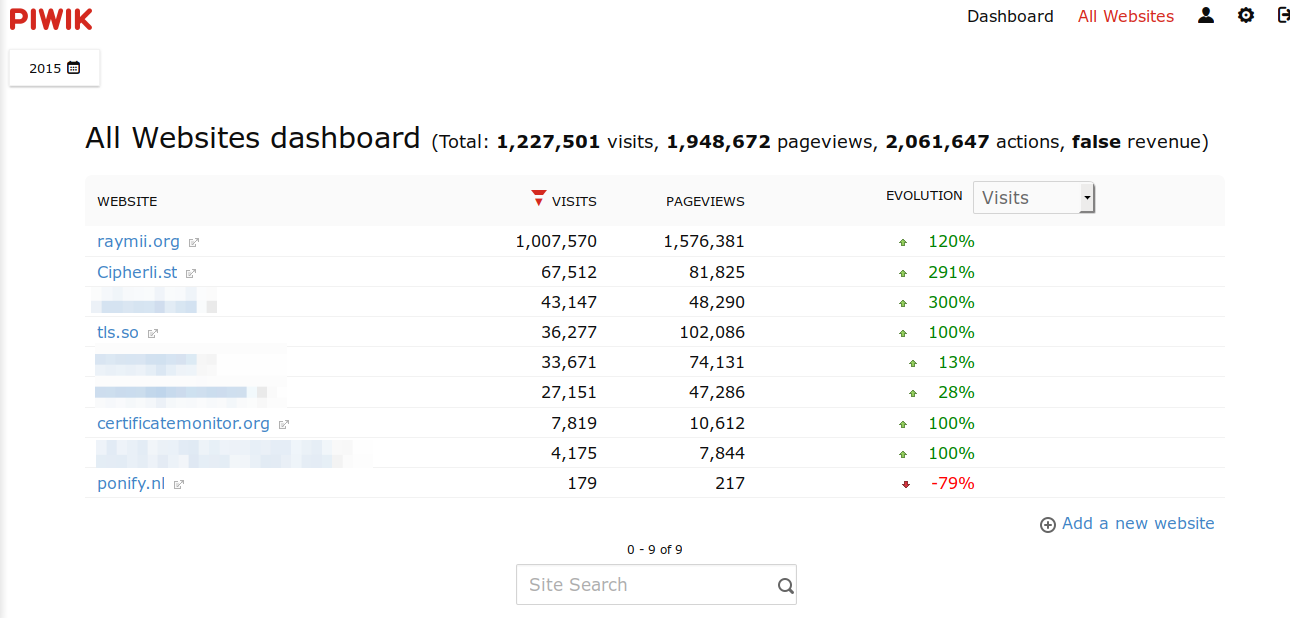 PIWIK
Dashboard All Websites
2015
All Websites dashboard (Total: 1,227,501 visits, 1,948,672 pageviews, 2,061,647 actions, false revenue)
WEBSITE VISITS PAGEVIEWS EVOLUTION Visits
raymii.org 1,007,570 1,576,381 120%
Cipherli.st 67,512 81,825 291%
43,147 48,290 300%
tls.so 36,277 102,086 100%
33,671 74,131 13%
27,151 47,286 28%
certificatemonitor.org 7,819 10,612 100%
4,175 7,844 100%
ponify.nl 179 217 -79%
Add a new website
0 - 9 of 9
Site Search